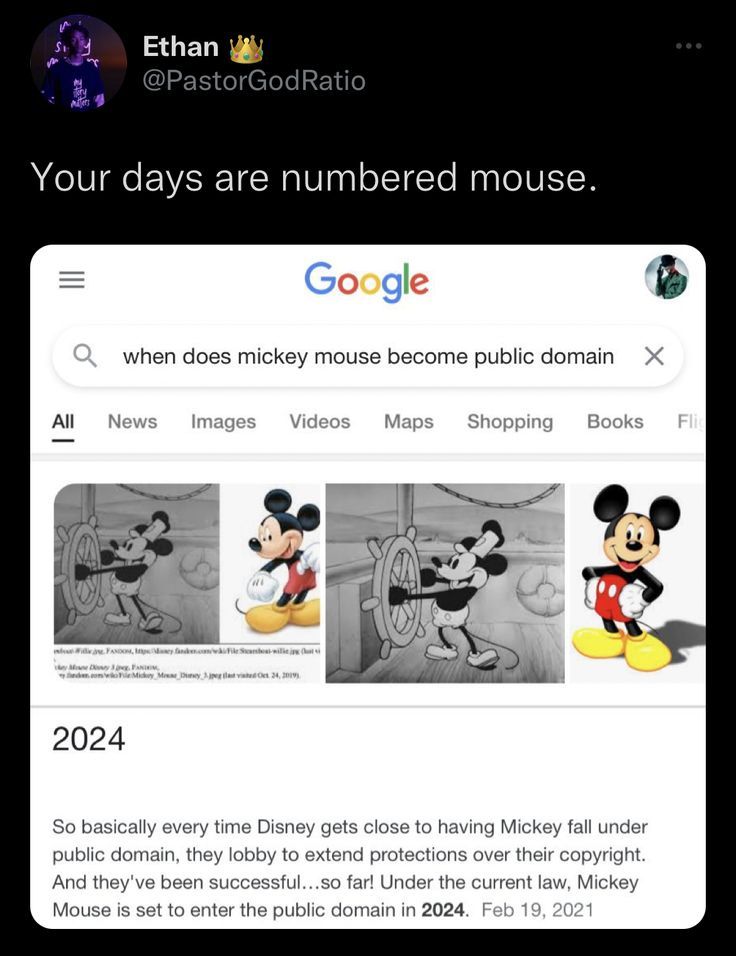 Ethan
@PastorGodRatio
Your days are numbered mouse.
Google
when does mickey mouse become public domain
All News Images Videos Maps Shopping Books Fli
2024
So basically every time Disney gets close to having Mickey fall under
public domain, they lobby to extend protections over their copyright.
And they've been successful...so far! Under the current law, Mickey
Mouse is set to enter the public domain in 2024. Feb 19, 2021